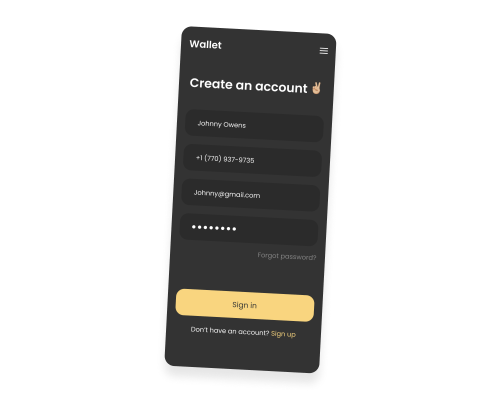 Wallet
Create an account ✌🏼
Johnny Owens
+1 (770) 937-9735
Johnny@gmail.com
••••••••
Forgot password?
Sign in
Don't have an account? Sign up